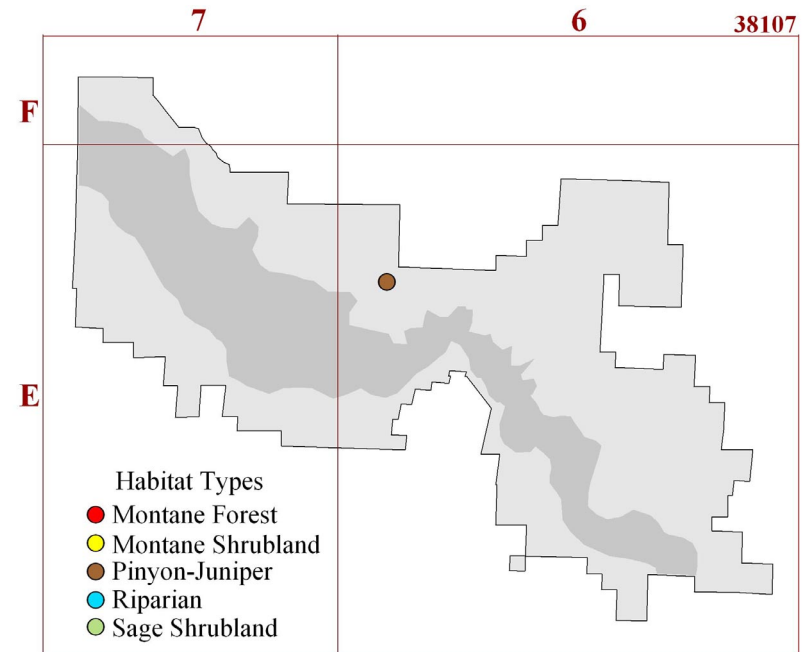 7 6 38107
F
E
Habitat Types
Montane Forest
Montane Shrubland
Pinyon-Juniper
Riparian
Sage Shrubland